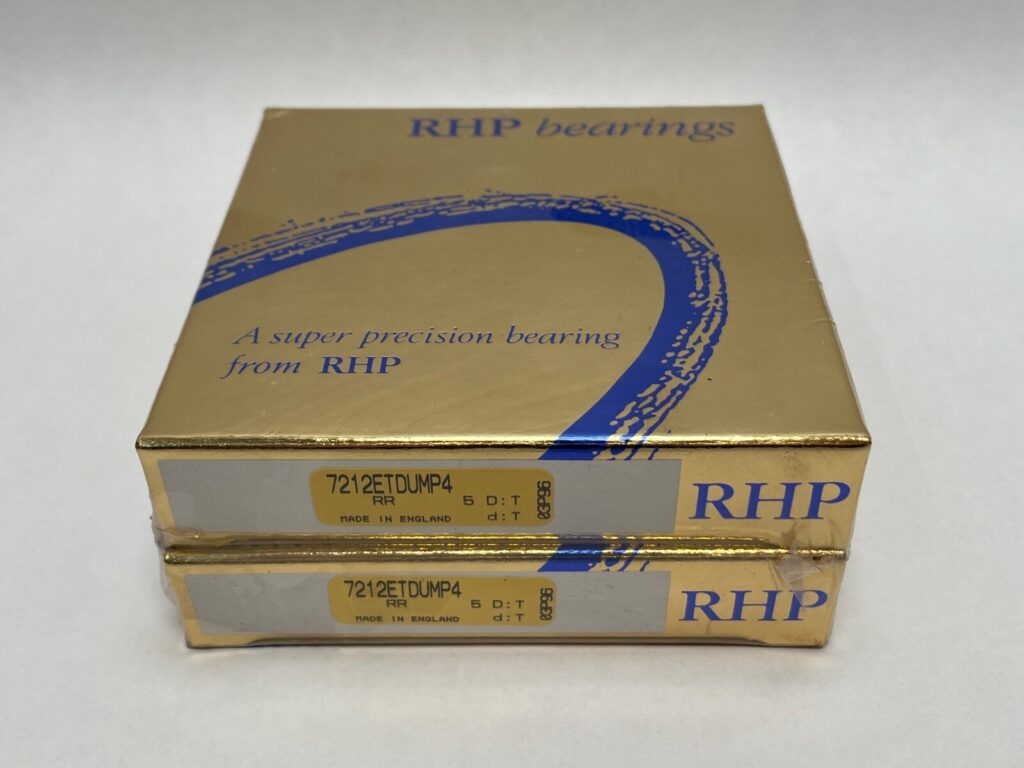 RHP bearings
A super precision bearing
from RHP
7212ETDUMP4
RR 5 D:T
MADE IN ENGLAND d:T
03P96
RHP
7212ETDUMP4
RR 5 D:T
MADE IN ENGLAND d:T
03P96
RHP